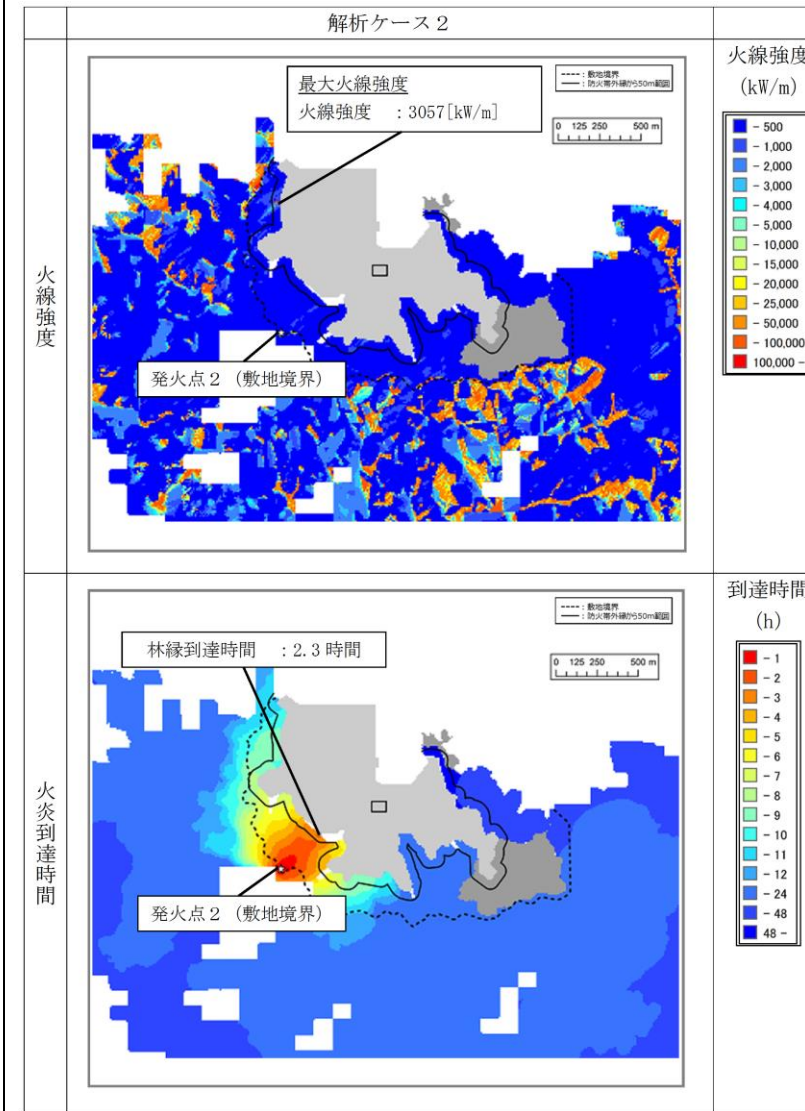 解析ケース2
火線強度
火線強度
(kW/m)
最大火線強度
火線強度 :3057[kW/m]
----:敷地境界
—:防火帯外縁から50m範囲
0 125 250 500 m
発火点2(敷地境界)
- 500
- 1,000
- 2,000
- 3,000
- 4,000
- 5,000
- 10,000
- 15,000
- 20,000
- 25,000
- 50,000
- 100,000
100,000 -
火炎到達時間
到達時間
(h)
林縁到達時間 :2.3 時間
----:敷地境界
—:防火帯外縁から50m範囲
0 125 250 500 m
発火点2(敷地境界)
- 1
- 2
- 3
- 4
- 5
- 6
- 7
- 8
- 9
- 10
- 11
- 12
- 24
- 48
48 -